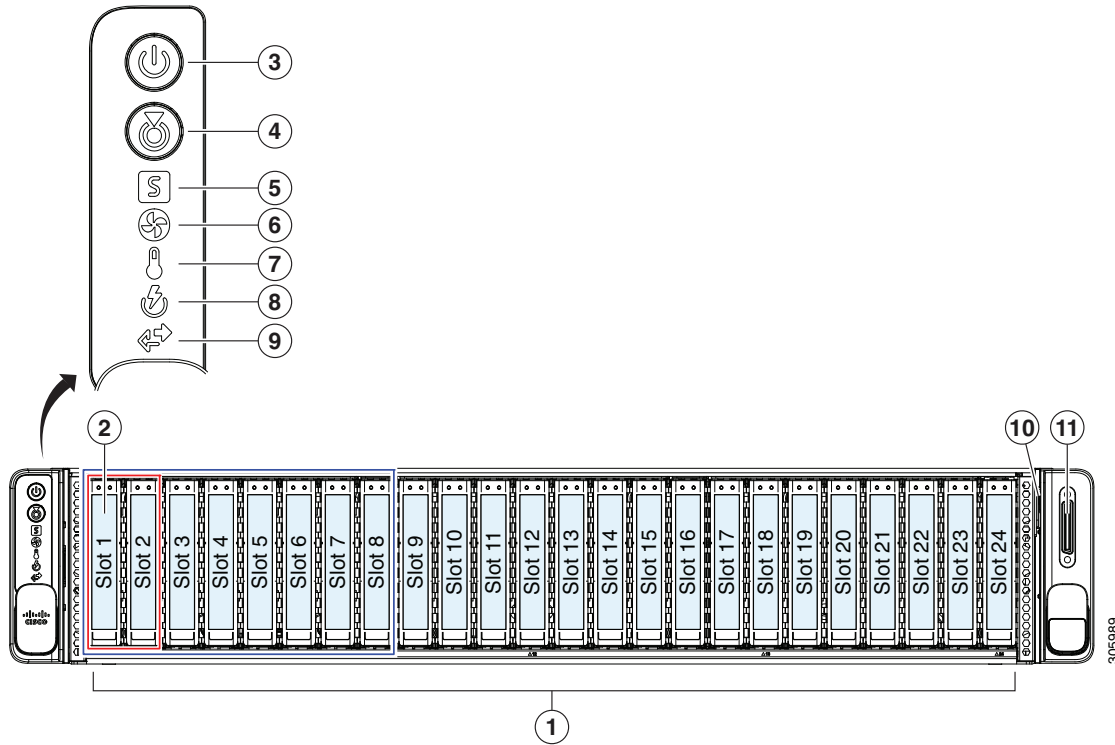 3
4
S
5
6
7
8
9
2
10
11
Slot 1
Slot 2
Slot 3
Slot 4
Slot 5
Slot 6
Slot 7
Slot 8
Slot 9
Slot 10
Slot 11
Slot 12
Slot 13
Slot 14
Slot 15
Slot 16
Slot 17
Slot 18
Slot 19
Slot 20
Slot 21
Slot 22
Slot 23
Slot 24
S
CISCO
1
305989